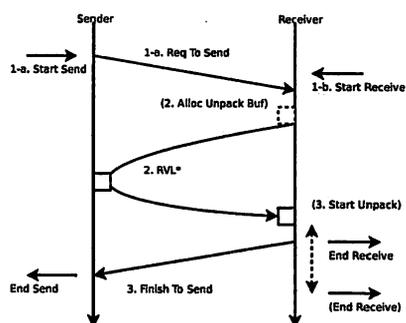 Sender
Receiver
1-a. Req To Send
1-a. Start Send
1-b. Start Receive
(2. Alloc Unpack Buf)
2. RVL*
(3. Start Unpack)
End Receive
End Send
3. Finish To Send
(End Receive)